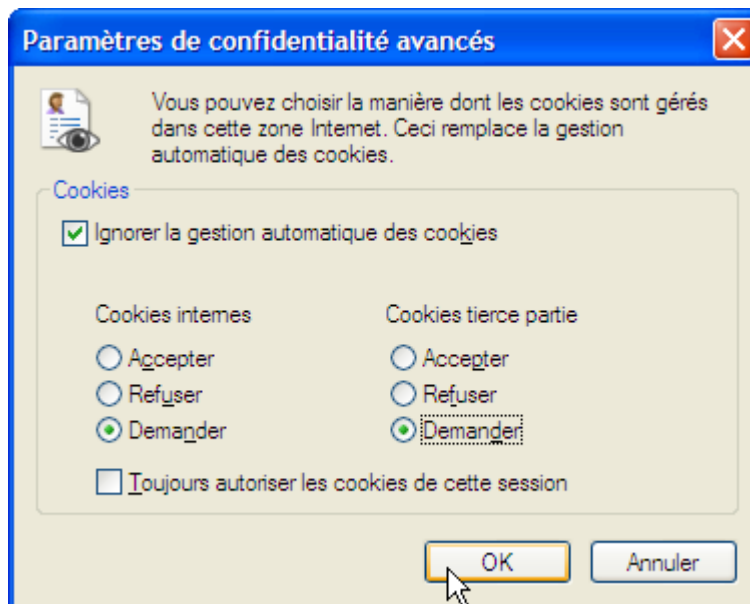 Paramètres de confidentialité avancés
Vous pouvez choisir la manière dont les cookies sont gérés
dans cette zone Internet. Ceci remplace la gestion
automatique des cookies.
Cookies
Ignorer la gestion automatique des cookies
Cookies internes Cookies tierce partie
Accepter Accepter
Refuser Refuser
Demander Demander
Toujours autoriser les cookies de cette session
OK Annuler